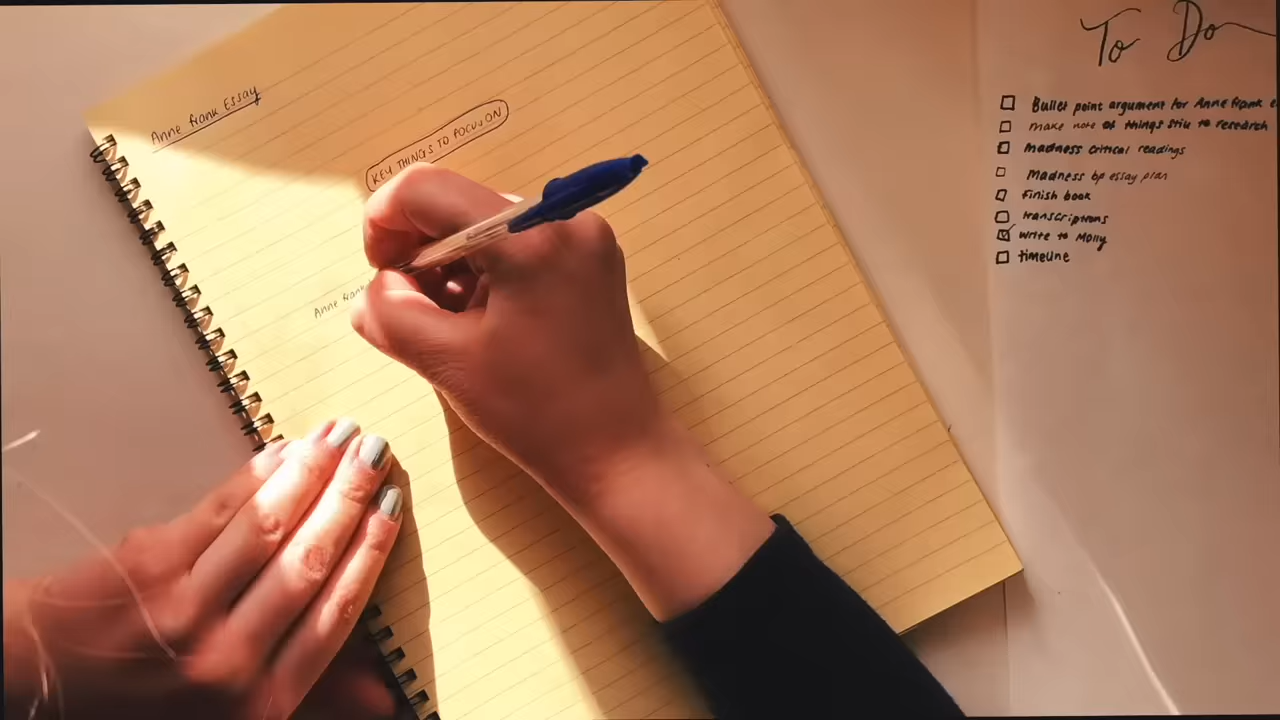 Anne Frank Essay
KEY THINGS TO FOCUS ON
Anne Frank
To Do
Bullet point argument for Anne Frank
make note of things still to research
Madness critical readings
Madness bp essay plan
Finish book
transcriptions
write to Molly
timeline